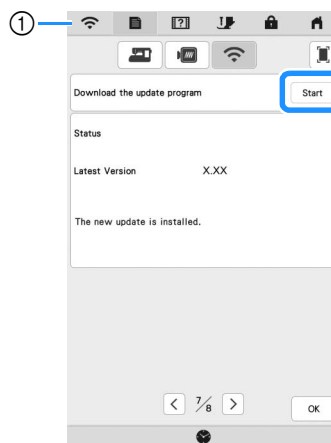 ①
Download the update program
Start
Status
Latest Version X.XX
The new update is installed.
7/8
OK